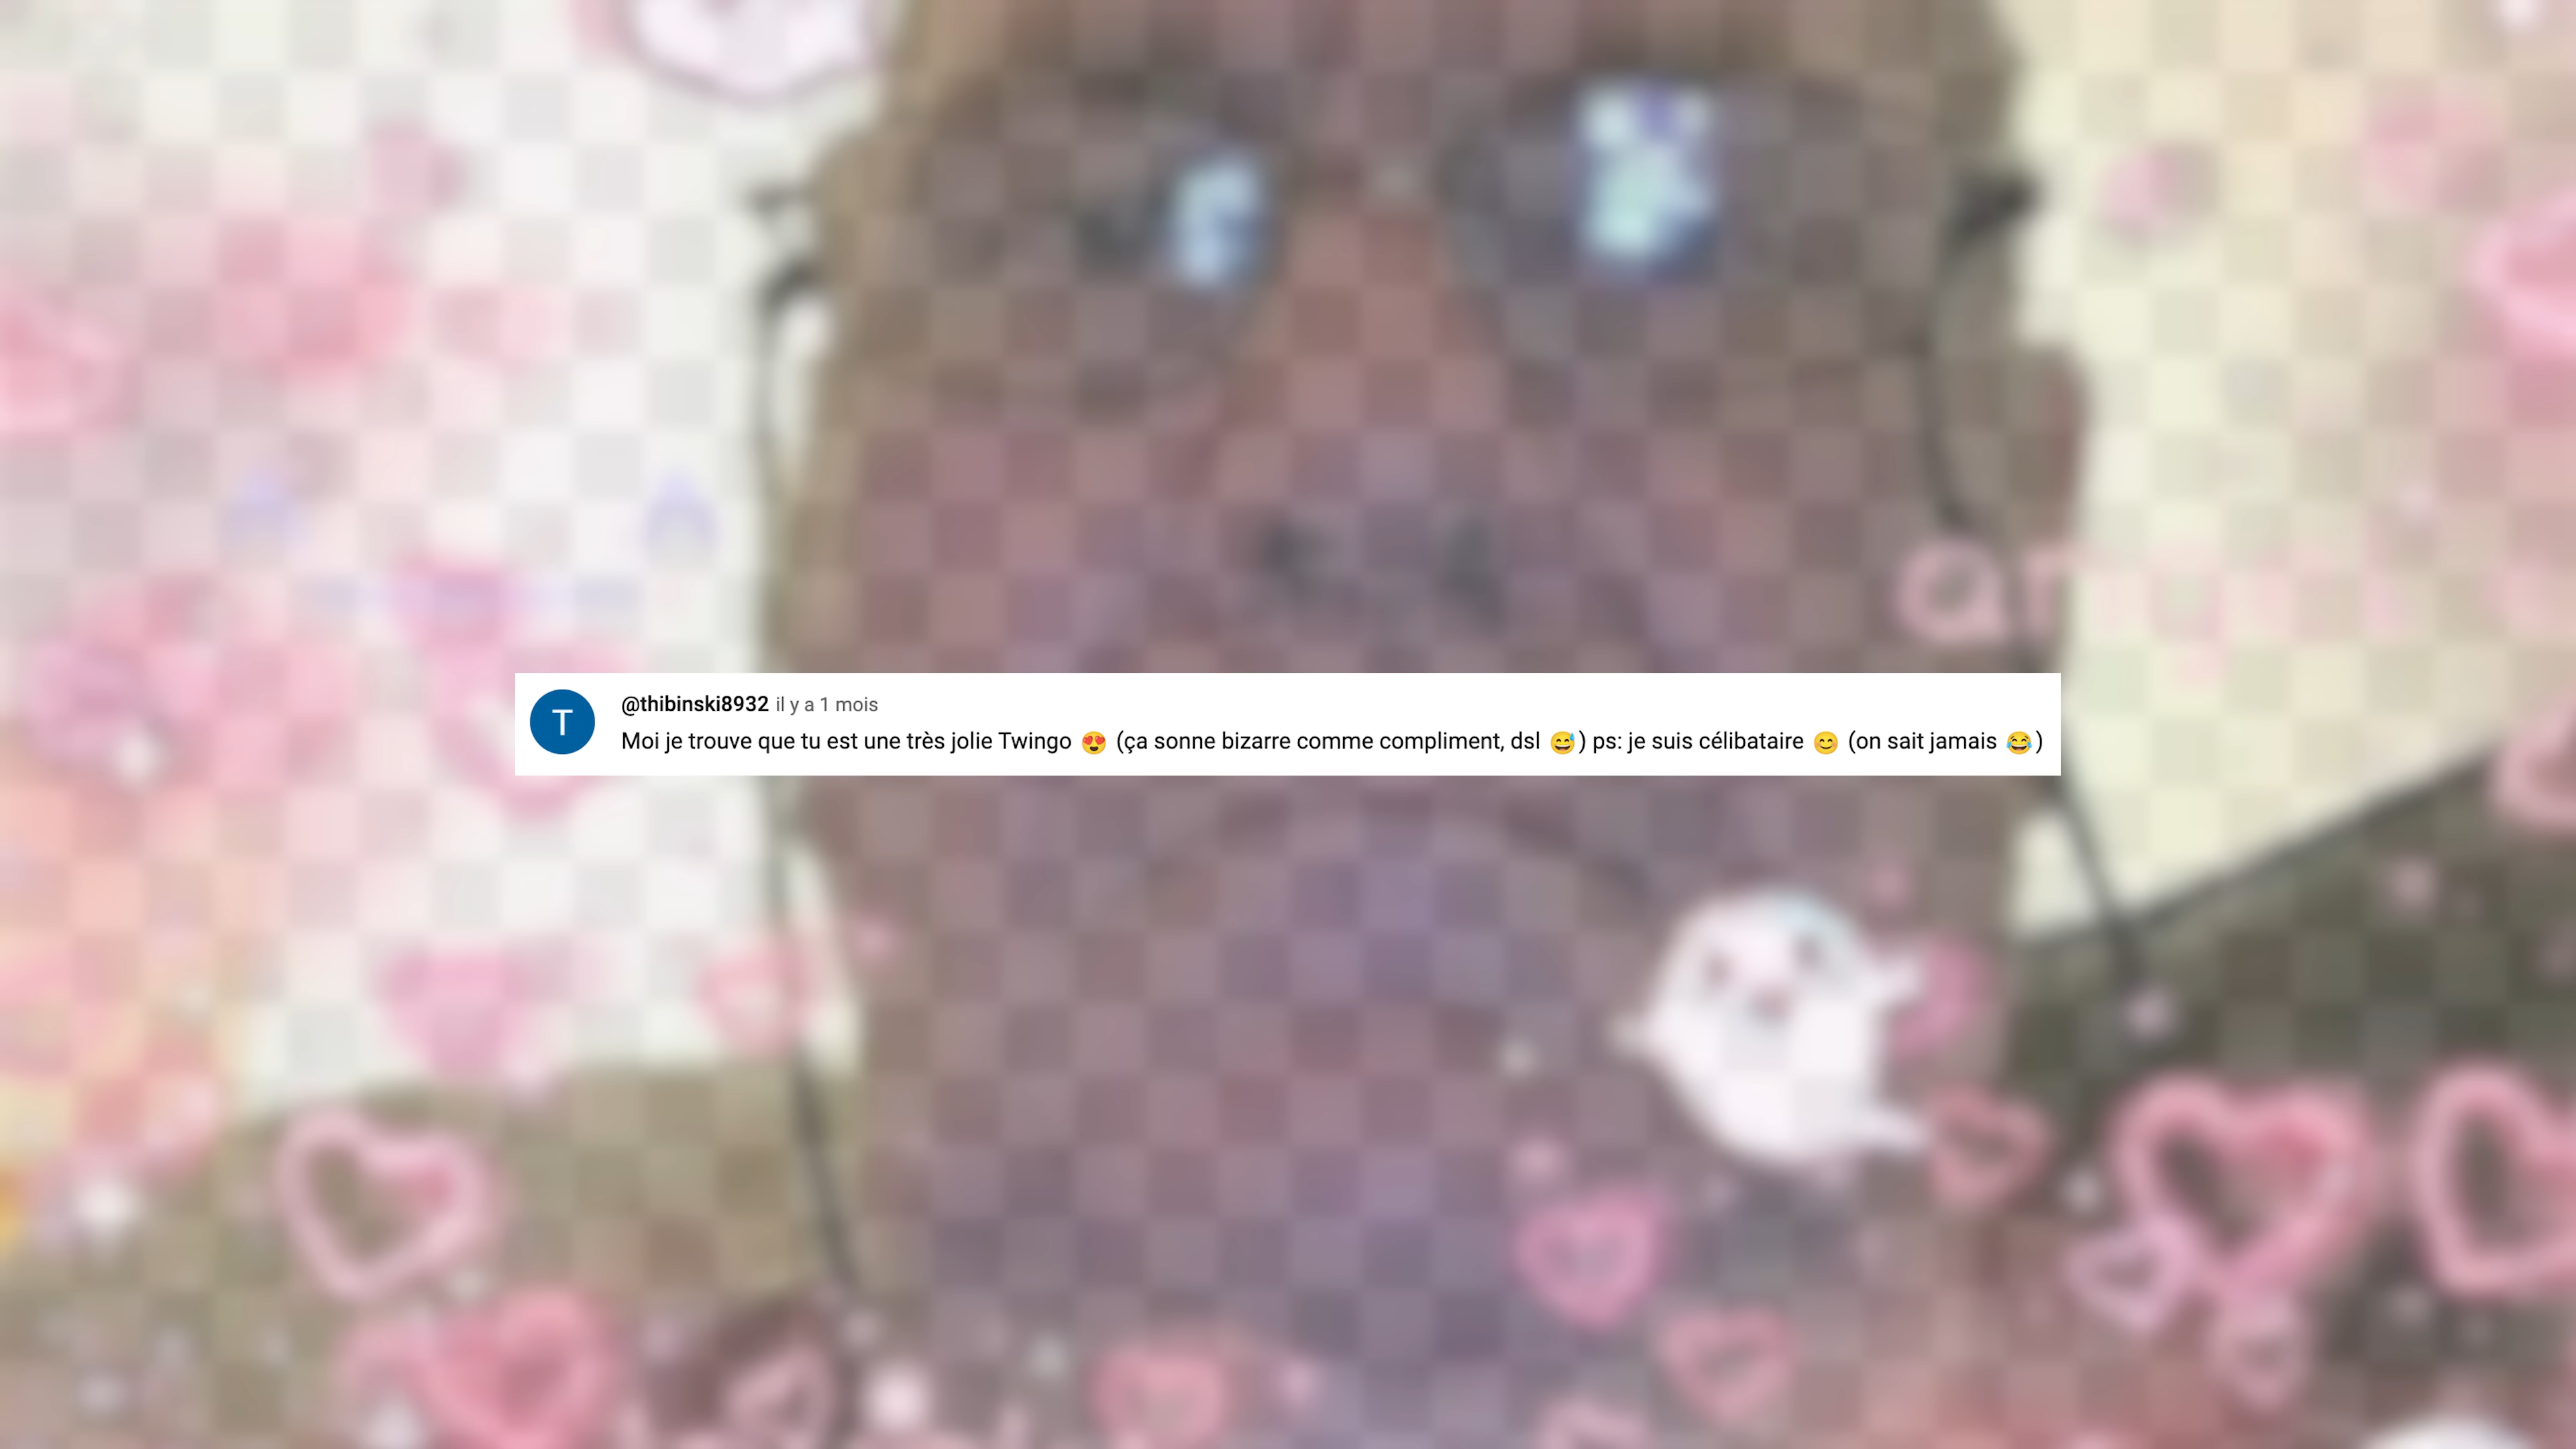 T
@thibinski8932 il y a 1 mois
Moi je trouve que tu est une très jolie Twingo 😍 (ça sonne bizarre comme compliment, dsl 😅) ps: je suis célibataire 😊 (on sait jamais 😂)